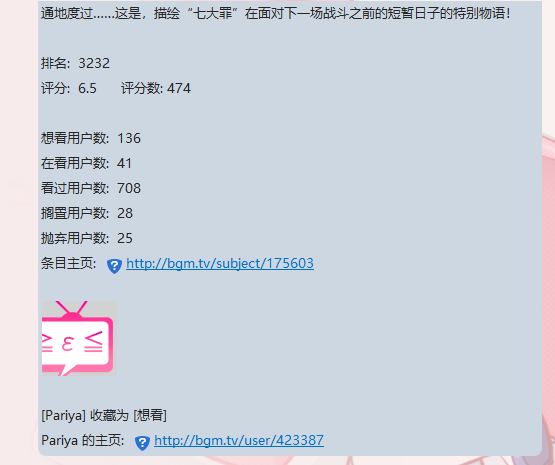 通地度过……这是，描绘“七大罪”在面对下一场战斗之前的短暂日子的特别物语！
排名: 3232
评分: 6.5 评分数: 474
想看用户数: 136
在看用户数: 41
看过用户数: 708
搁置用户数: 28
抛弃用户数: 25
条目主页: http://bgm.tv/subject/175603
≧ ε ≦
[Pariya] 收藏为 [想看]
Pariya 的主页: http://bgm.tv/user/423387